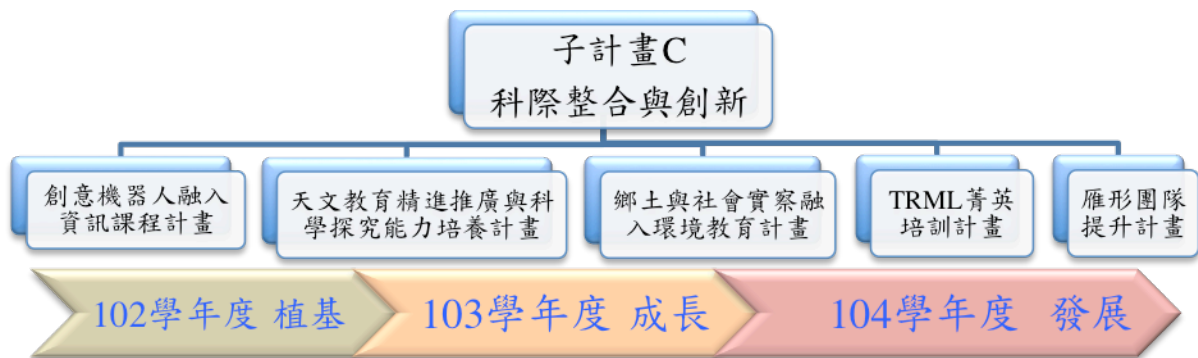 子計畫C
科際整合與創新
創意機器人融入
資訊課程計畫
天文教育精進推廣與科
學探究能力培養計畫
鄉土與社會實察融
入環境教育計畫
TRML菁英
培訓計畫
雁形團隊
提升計畫
102學年度 植基
103學年度 成長
104學年度 發展